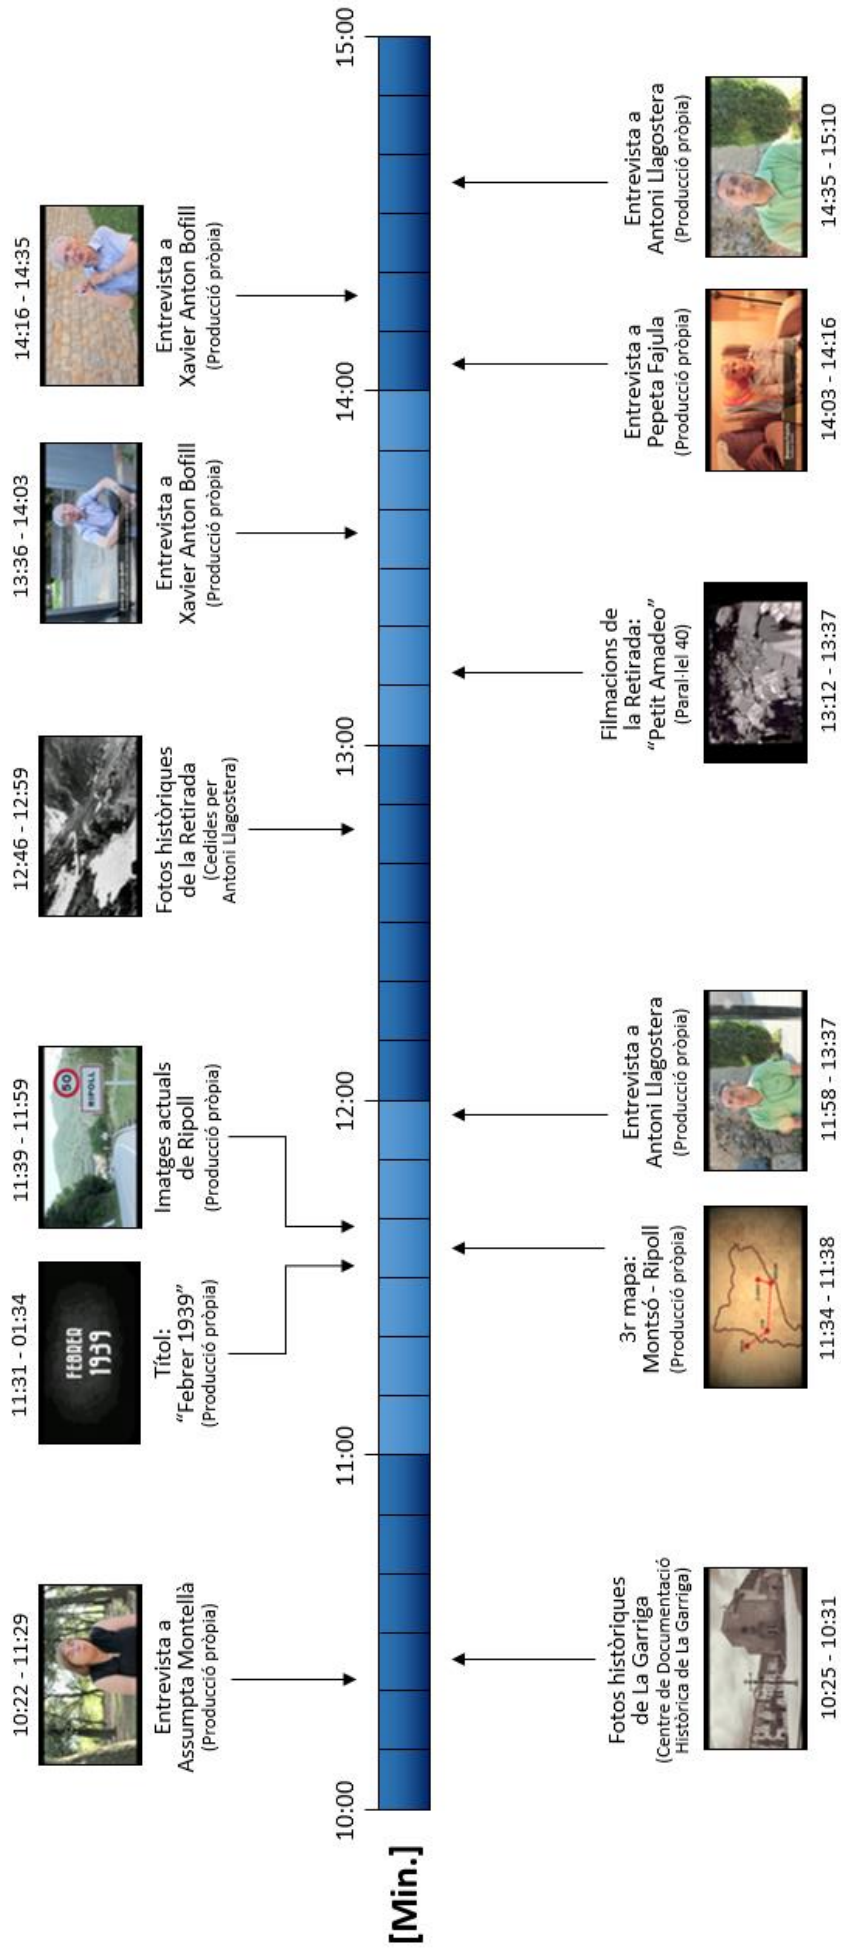 10:22 - 11:29
Entrevista a
Assumpta Montellà
(Producció pròpia)
11:31 - 01:34
FEBRER
1939
Títol:
“Febrer 1939”
(Producció pròpia)
11:39 - 11:59
50
RIPOLL
Imatges actuals
de Ripoll
(Producció pròpia)
12:46 - 12:59
Fotos històriques
de la Retirada
(Cedides per
Antoni Llagostera)
13:36 - 14:03
Entrevista a
Xavier Anton Bofill
(Producció pròpia)
14:16 - 14:35
Entrevista a
Xavier Anton Bofill
(Producció pròpia)
[Min.]
10:00
11:00
12:00
13:00
14:00
15:00
Fotos històriques
de La Garriga
(Centre de Documentació
Històrica de La Garriga)
10:25 - 10:31
3r mapa:
Montsó - Ripoll
(Producció pròpia)
11:34 - 11:38
Entrevista a
Antoni Llagostera
(Producció pròpia)
11:58 - 13:37
Filmacions de
la Retirada:
“Petit Amadeo”
(Paral·lel 40)
13:12 - 13:37
Entrevista a
Pepeta Fajula
(Producció pròpia)
14:03 - 14:16
Entrevista a
Antoni Llagostera
(Producció pròpia)
14:35 - 15:10